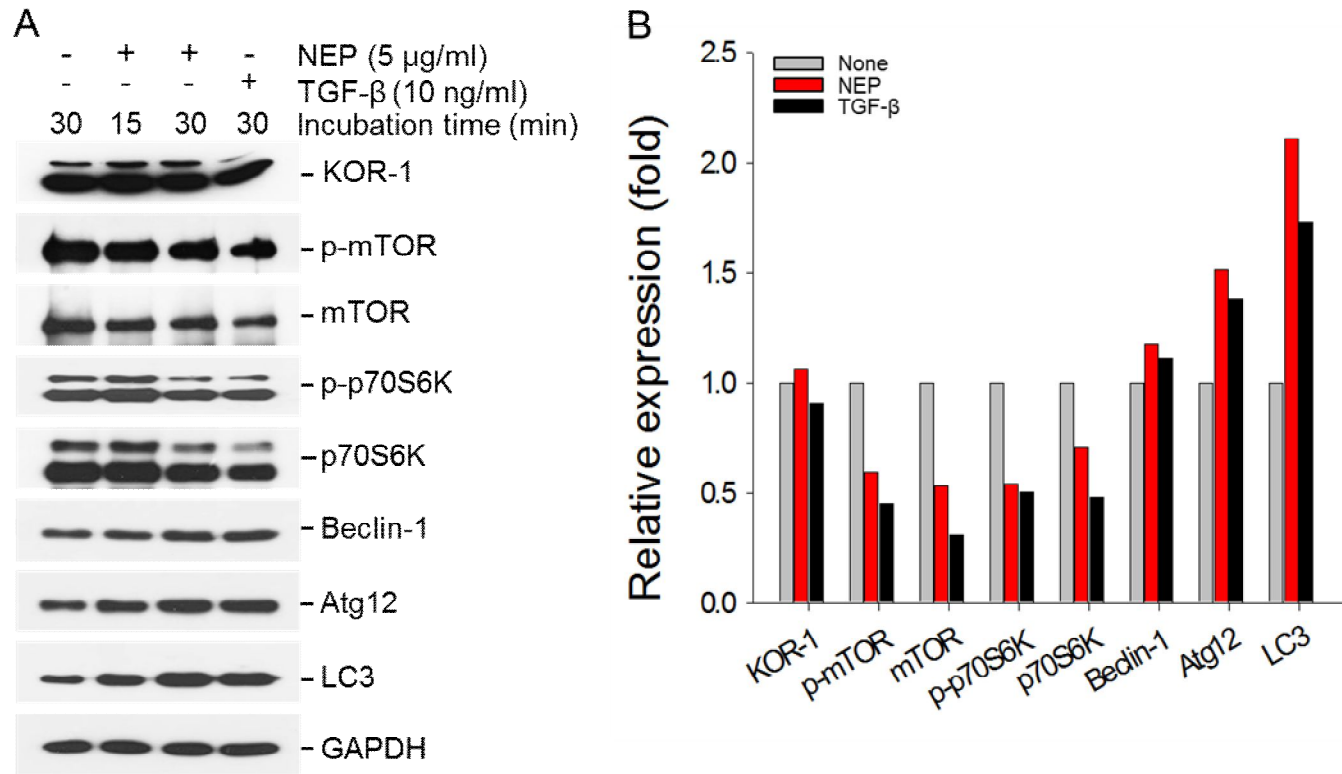 A
- + + - NEP (5 µg/ml)
- - - + TGF-β (10 ng/ml)
30 15 30 30 Incubation time (min)
KOR-1
p-mTOR
mTOR
p-p70S6K
p70S6K
Beclin-1
Atg12
LC3
GAPDH
B
Relative expression (fold)
2.5
2.0
1.5
1.0
0.5
0.0
None
NEP
TGF-β
KOR-1 p-mTOR mTOR p-p70S6K p70S6K Beclin-1 Atg12 LC3